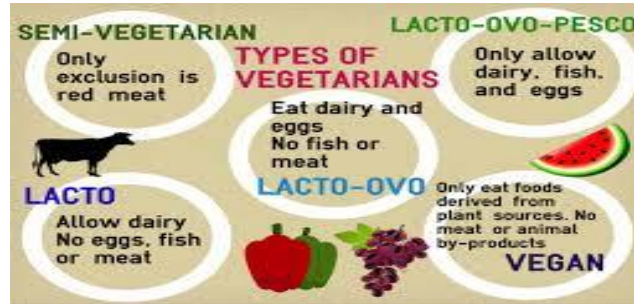 SEMI-VEGETARIAN
Only
exclusion is
red meat
TYPES OF
VEGETARIANS
LACTO-OVO-PESCO
Only allow
dairy, fish,
and eggs
Eat dairy and
eggs
No fish or
meat
LACTO-OVO
LACTO
Allow dairy
No eggs, fish
or meat
Only eat foods
derived from
plant sources. No
meat or animal
by-products
VEGAN